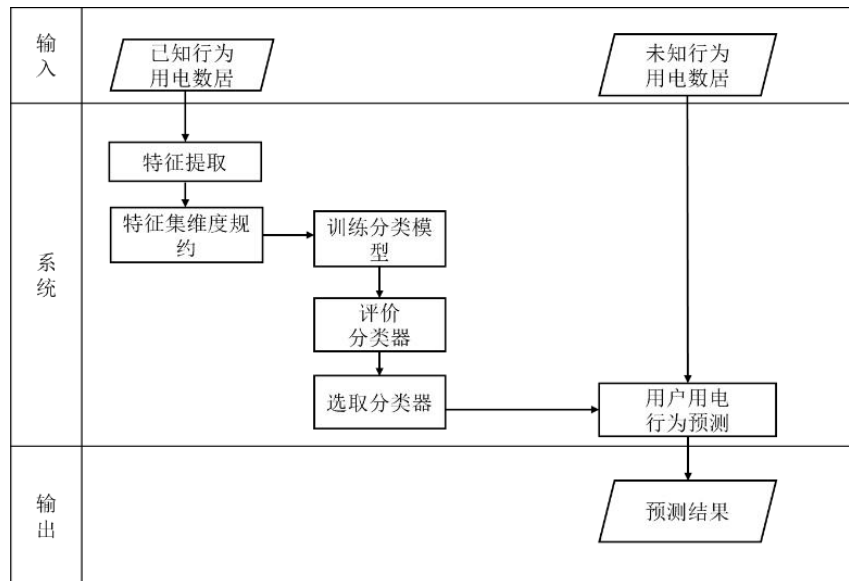 输
入
已知行为
用电数居
未知行为
用电数居
系
统
特征提取
特征集维度规
约
训练分类模
型
评价
分类器
选取分类器
用户用电
行为预测
输
出
预测结果